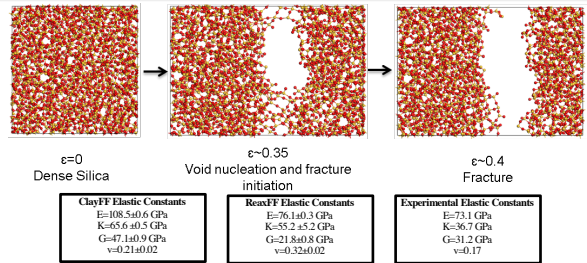 ε=0
Dense Silica
ε~0.35
Void nucleation and fracture
initiation
ε~0.4
Fracture
ClayFF Elastic Constants
E=108.5±0.6 GPa
K=65.6 ±0.5 GPa
G=47.1±0.9 GPa
ν=0.21±0.02
ReaxFF Elastic Constants
E=76.1±0.3 GPa
K=55.2 ±5.2 GPa
G=21.8±0.8 GPa
ν=0.32±0.02
Experimental Elastic Constants
E=73.1 GPa
K=36.7 GPa
G=31.2 GPa
ν=0.17